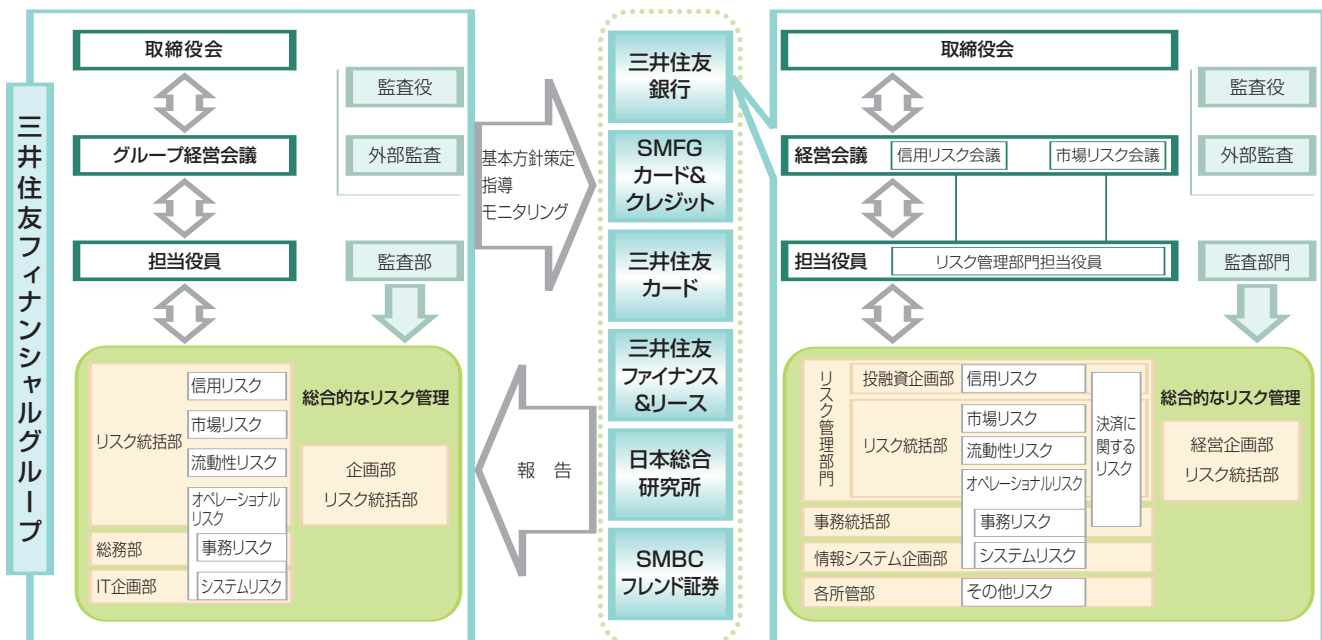 三井住友フィナンシャルグループ
取締役会
監査役
グループ経営会議
外部監査
担当役員
監査部
リスク統括部
信用リスク
市場リスク
流動性リスク
オペレーショナル
リスク
総務部
事務リスク
IT企画部
システムリスク
総合的なリスク管理
企画部
リスク統括部
基本方針策定
指導
モニタリング
報　告
三井住友
銀行
SMFG
カード&
クレジット
三井住友
カード
三井住友
ファイナンス
&リース
日本総合
研究所
SMBC
フレンド証券
取締役会
監査役
経営会議
信用リスク会議
市場リスク会議
外部監査
担当役員
リスク管理部門担当役員
監査部門
リスク管理部門
投融資企画部
信用リスク
リスク統括部
市場リスク
流動性リスク
オペレーショナルリスク
事務統括部
事務リスク
情報システム企画部
システムリスク
各所管部
その他リスク
決済に
関する
リスク
総合的なリスク管理
経営企画部
リスク統括部